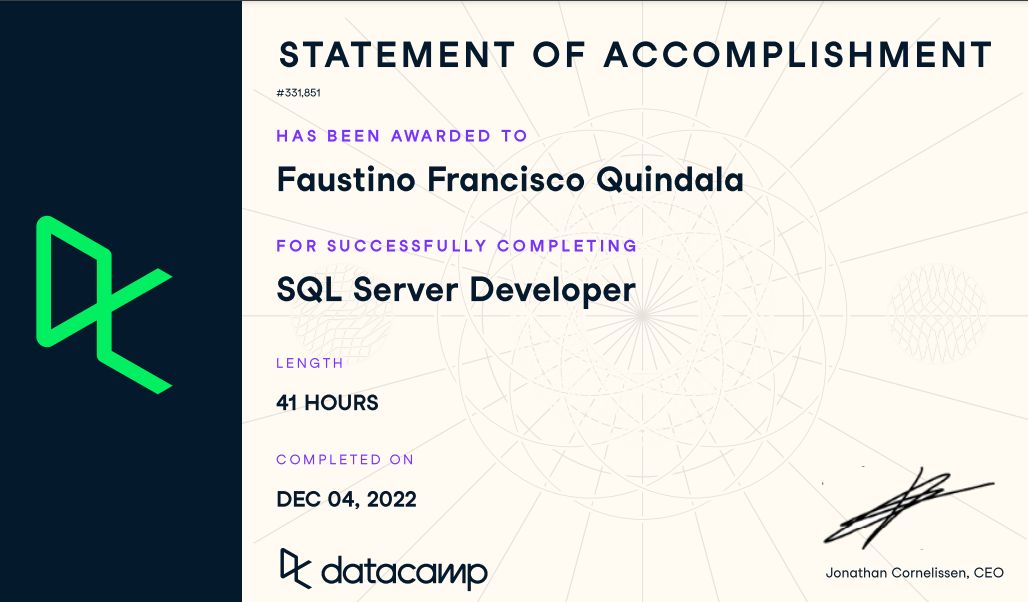 STATEMENT OF ACCOMPLISHMENT
#331,851
HAS BEEN AWARDED TO
Faustino Francisco Quindala
FOR SUCCESSFULLY COMPLETING
SQL Server Developer
LENGTH
41 HOURS
COMPLETED ON
DEC 04, 2022
datacamp
Jonathan Cornelissen, CEO